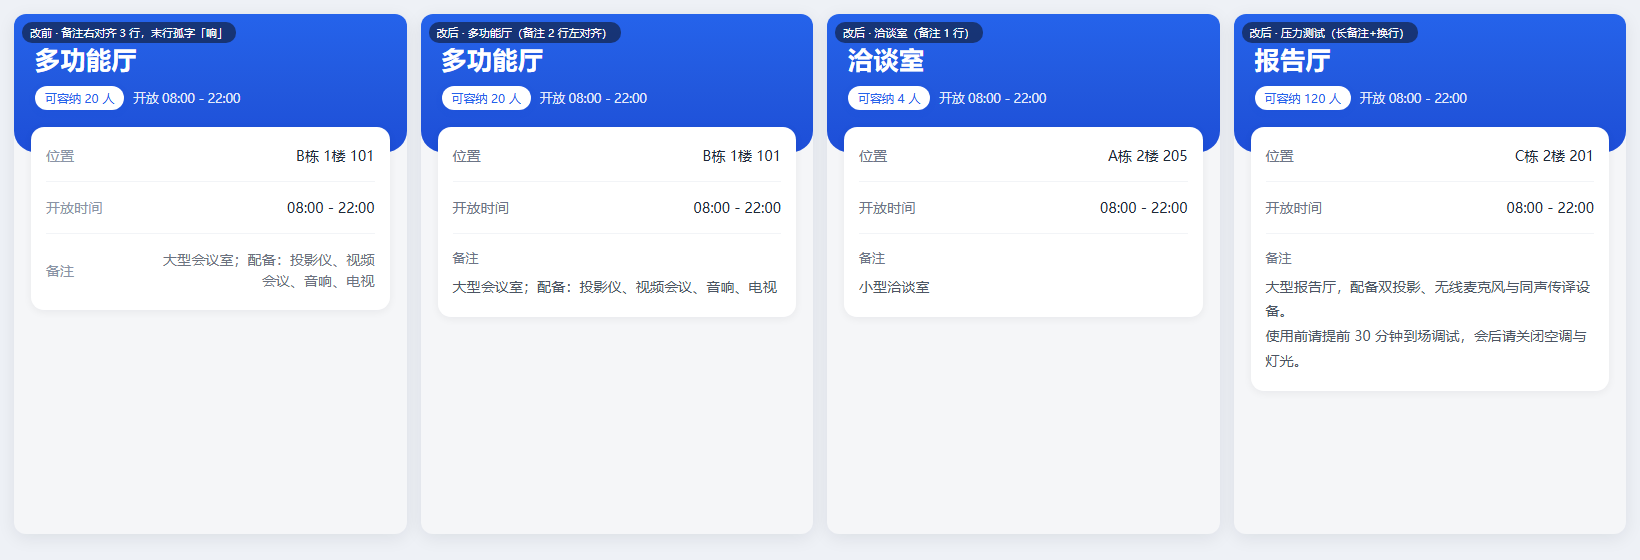 改前 · 备注右对齐 3 行，末行孤字「响」
多功能厅
可容纳 20 人
开放 08:00 - 22:00
位置
B栋 1楼 101
开放时间
08:00 - 22:00
备注
大型会议室；配备：投影仪、视频
会议、音响、电视
改后 · 多功能厅（备注 2 行左对齐）
多功能厅
可容纳 20 人
开放 08:00 - 22:00
位置
B栋 1楼 101
开放时间
08:00 - 22:00
备注
大型会议室；配备：投影仪、视频会议、音响、电视
改后 · 洽谈室（备注 1 行）
洽谈室
可容纳 4 人
开放 08:00 - 22:00
位置
A栋 2楼 205
开放时间
08:00 - 22:00
备注
小型洽谈室
改后 · 压力测试（长备注+换行）
报告厅
可容纳 120 人
开放 08:00 - 22:00
位置
C栋 2楼 201
开放时间
08:00 - 22:00
备注
大型报告厅，配备双投影、无线麦克风与同声传译设
备。
使用前请提前 30 分钟到场调试，会后请关闭空调与
灯光。